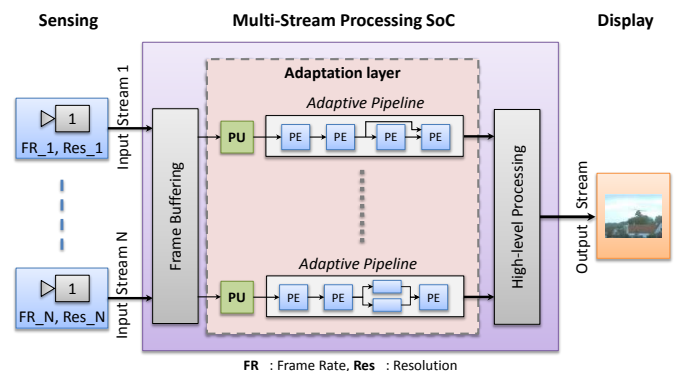 Sensing
Multi-Stream Processing SoC
Display
Adaptation layer
Adaptive Pipeline
1
FR_1, Res_1
Input Stream 1
Frame Buffering
PU
PE
PE
PE
PE
High-level Processing
Output Stream
Adaptive Pipeline
1
FR_N, Res_N
Input Stream N
PU
PE
PE
PE
FR : Frame Rate, Res : Resolution